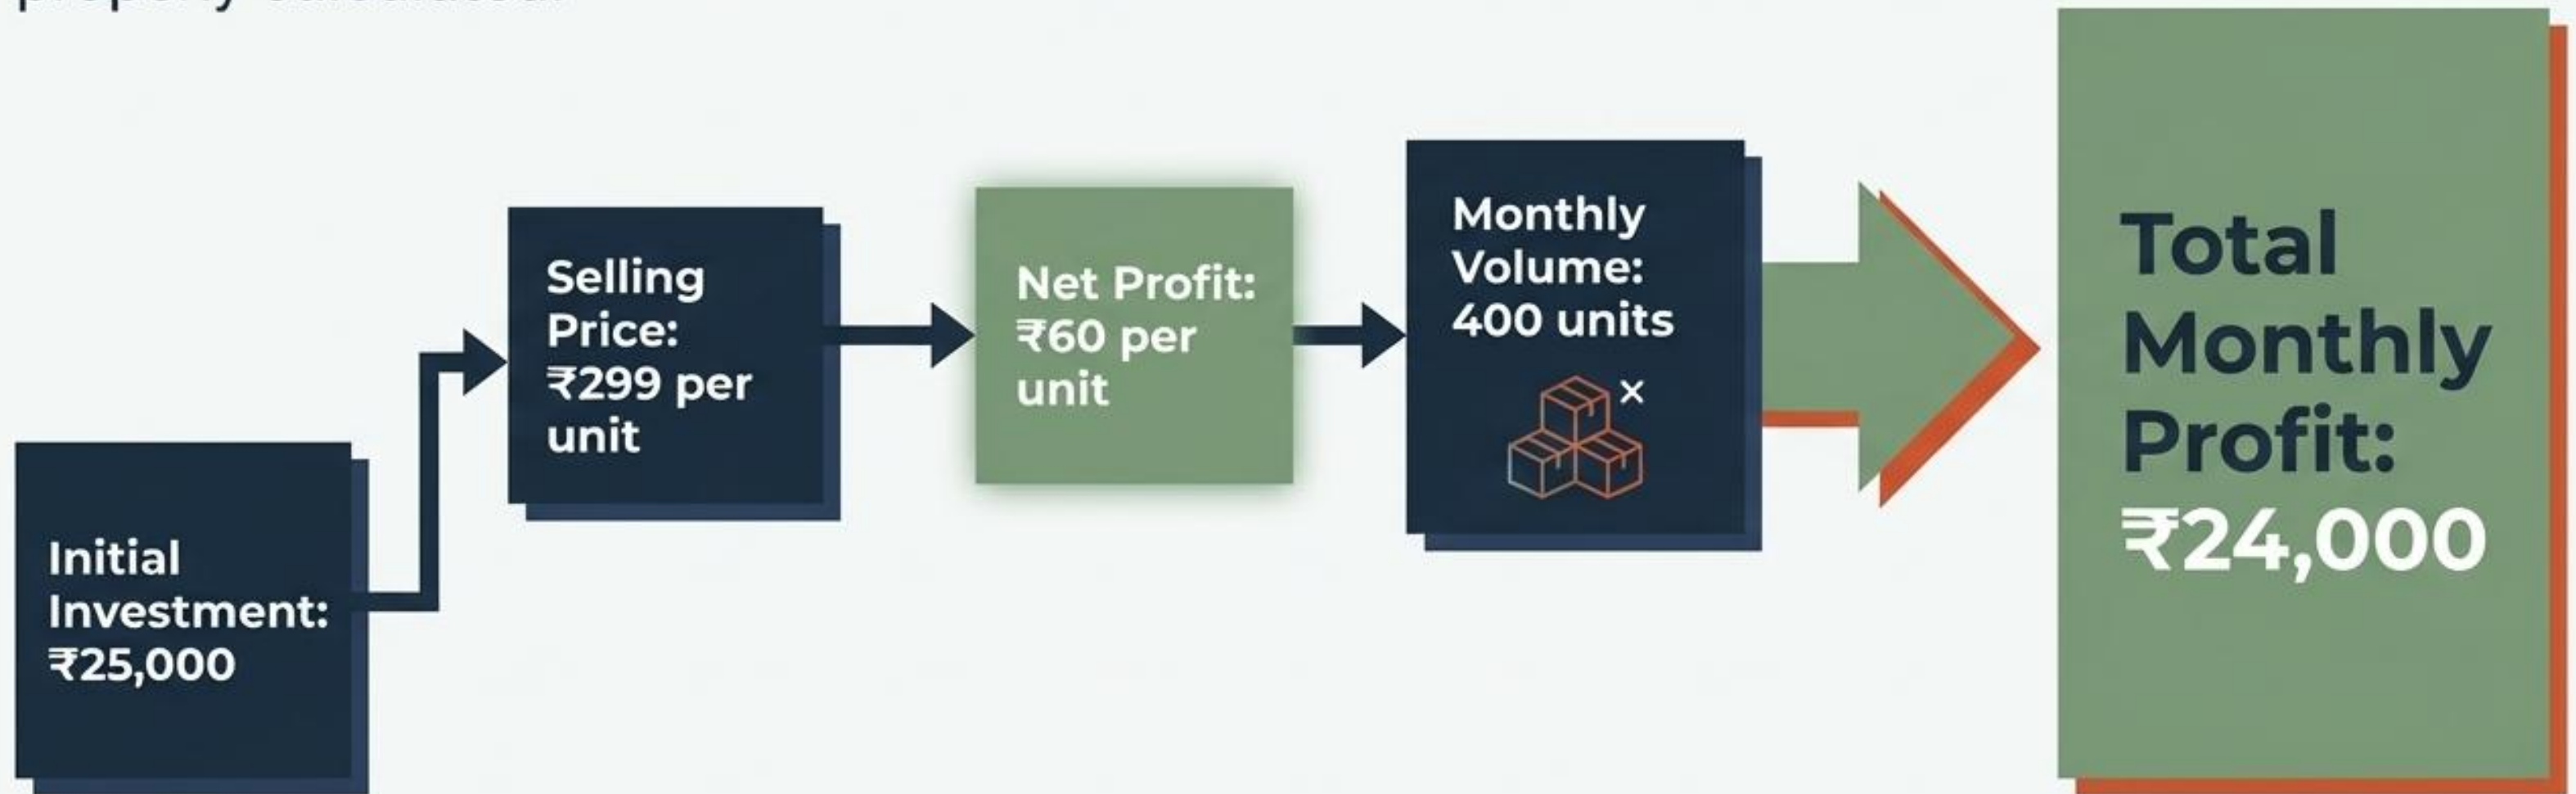 Initial
Investment:
₹25,000
Selling
Price:
₹299 per
unit
Net Profit:
₹60 per
unit
Monthly
Volume:
400 units
×
Total
Monthly
Profit:
₹24,000